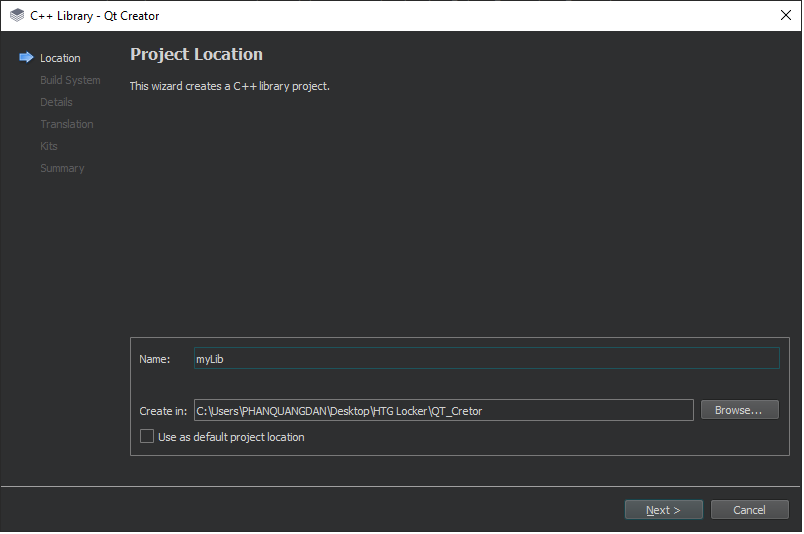 C++ Library - Qt Creator
Location
Build System
Details
Translation
Kits
Summary
Project Location
This wizard creates a C++ library project.
Name: myLib
Create in: C:\Users\PHANQUANGDAN\Desktop\HTG Locker\QT_Cretor Browse...
Use as default project location
Next > Cancel